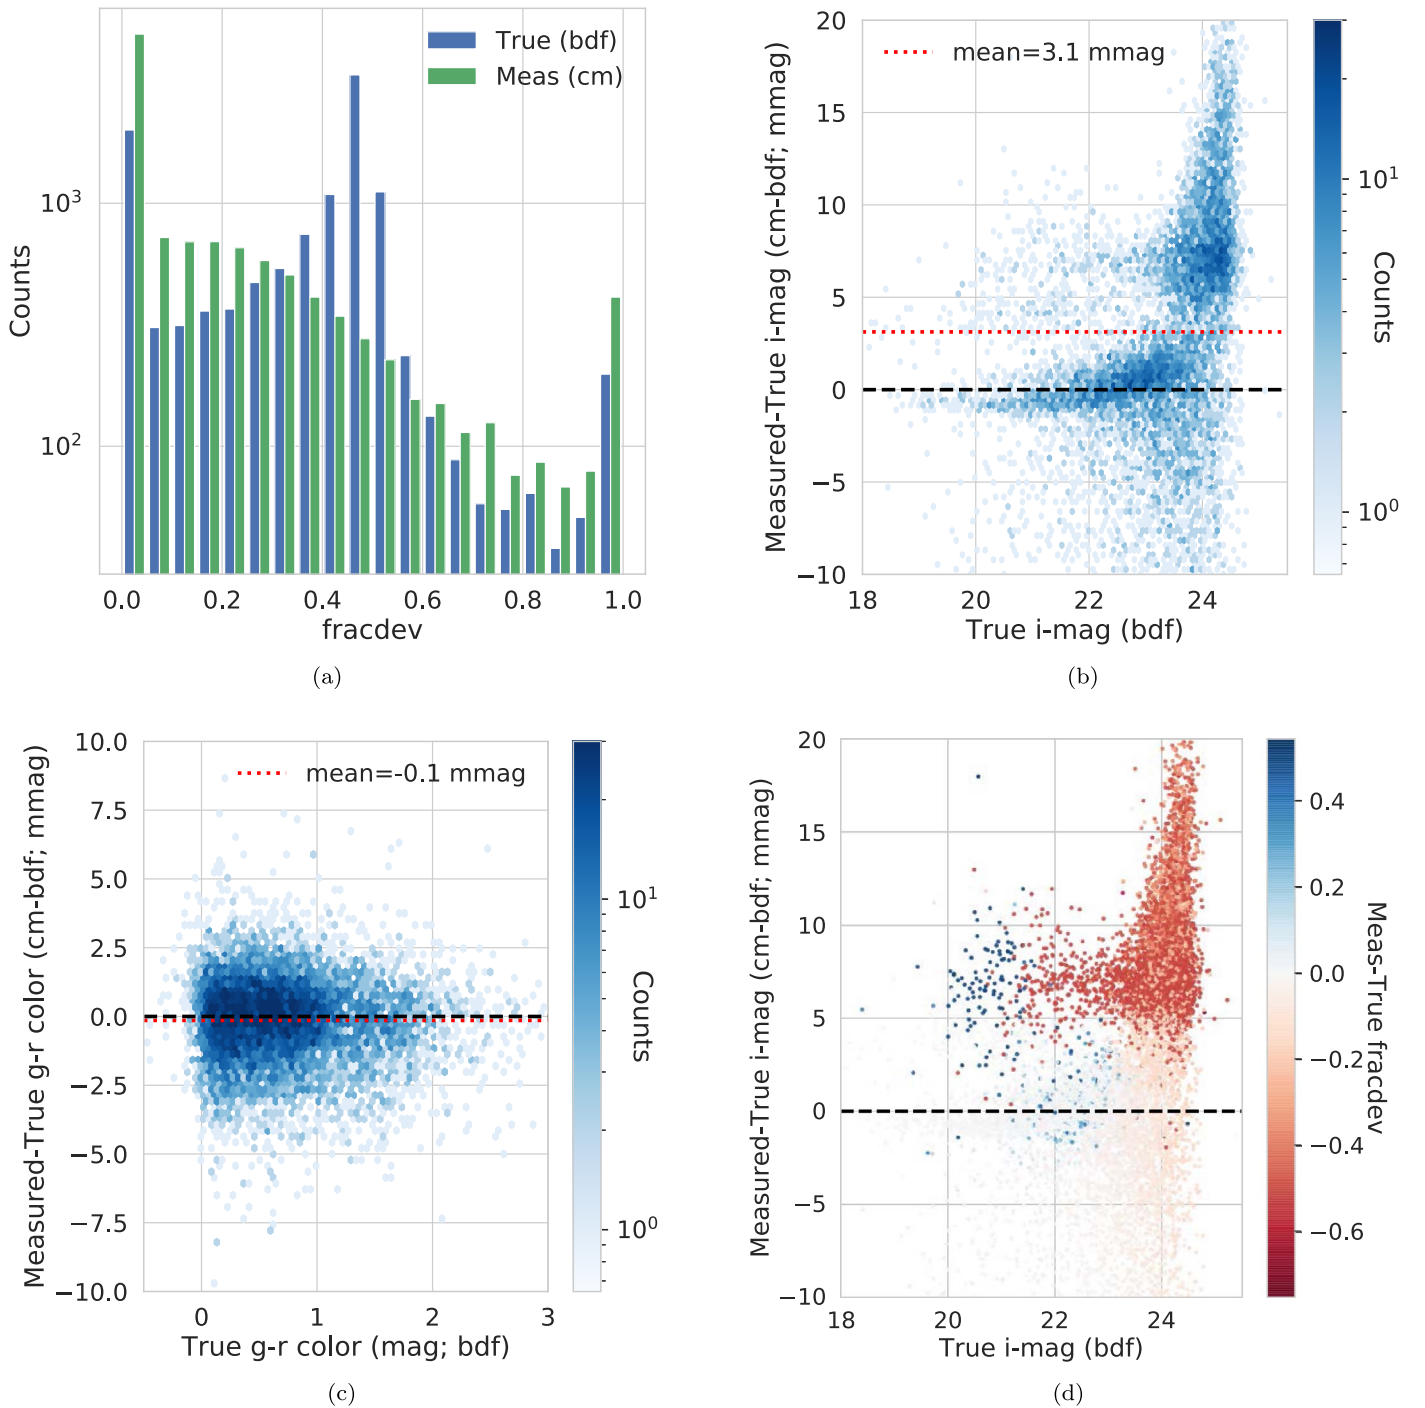 True (bdf)
Meas (cm)
Counts
10³
10²
0.0 0.2 0.4 0.6 0.8 1.0
fracdev
(a)
mean=3.1 mmag
Measured-True i-mag (cm-bdf; mmag)
20
15
10
5
0
−5
−10
18 20 22 24
True i-mag (bdf)
10¹
10⁰
Counts
(b)
mean=-0.1 mmag
Measured-True g-r color (cm-bdf; mmag)
10.0
7.5
5.0
2.5
0.0
−2.5
−5.0
−7.5
−10.0
0 1 2 3
True g-r color (mag; bdf)
10¹
10⁰
Counts
(c)
Measured-True i-mag (cm-bdf; mmag)
20
15
10
5
0
−5
−10
18 20 22 24
True i-mag (bdf)
0.4
0.2
0.0
−0.2
−0.4
−0.6
Meas-True fracdev
(d)